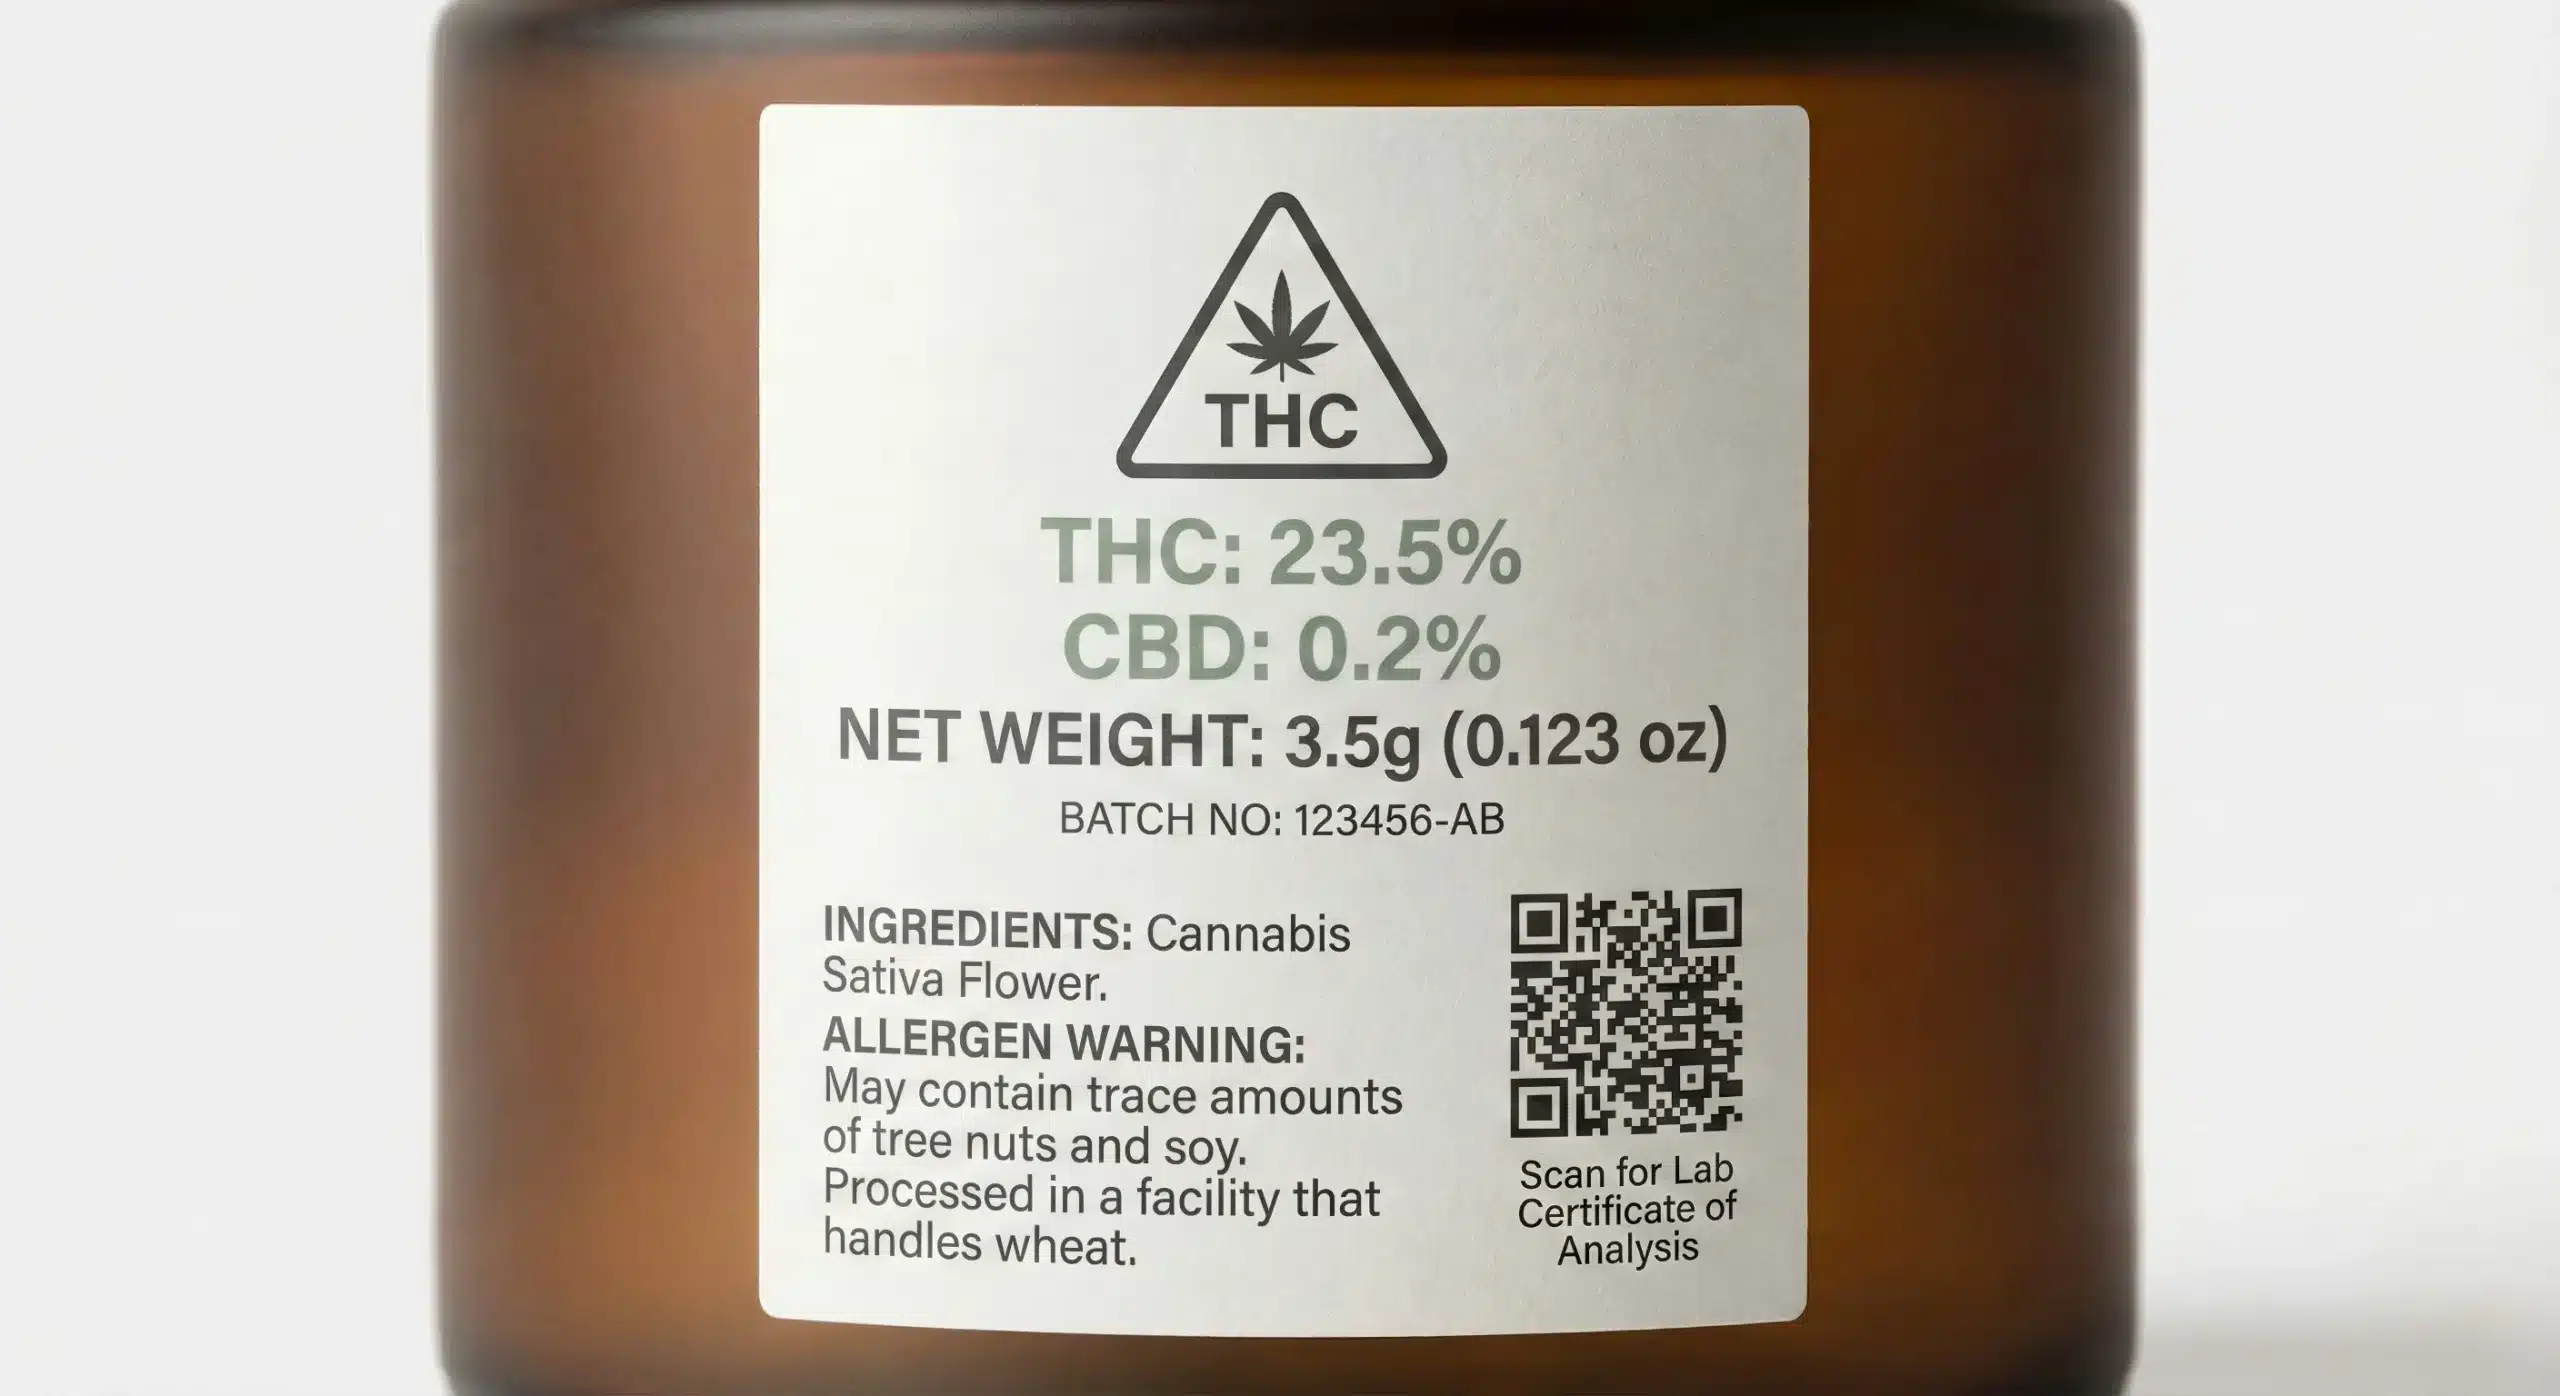 THC
THC: 23.5%
CBD: 0.2%
NET WEIGHT: 3.5g (0.123 oz)
BATCH NO: 123456-AB
INGREDIENTS: Cannabis
Sativa Flower.
ALLERGEN WARNING:
May contain trace amounts
of tree nuts and soy.
Processed in a facility that
handles wheat.
Scan for Lab
Certificate of
Analysis